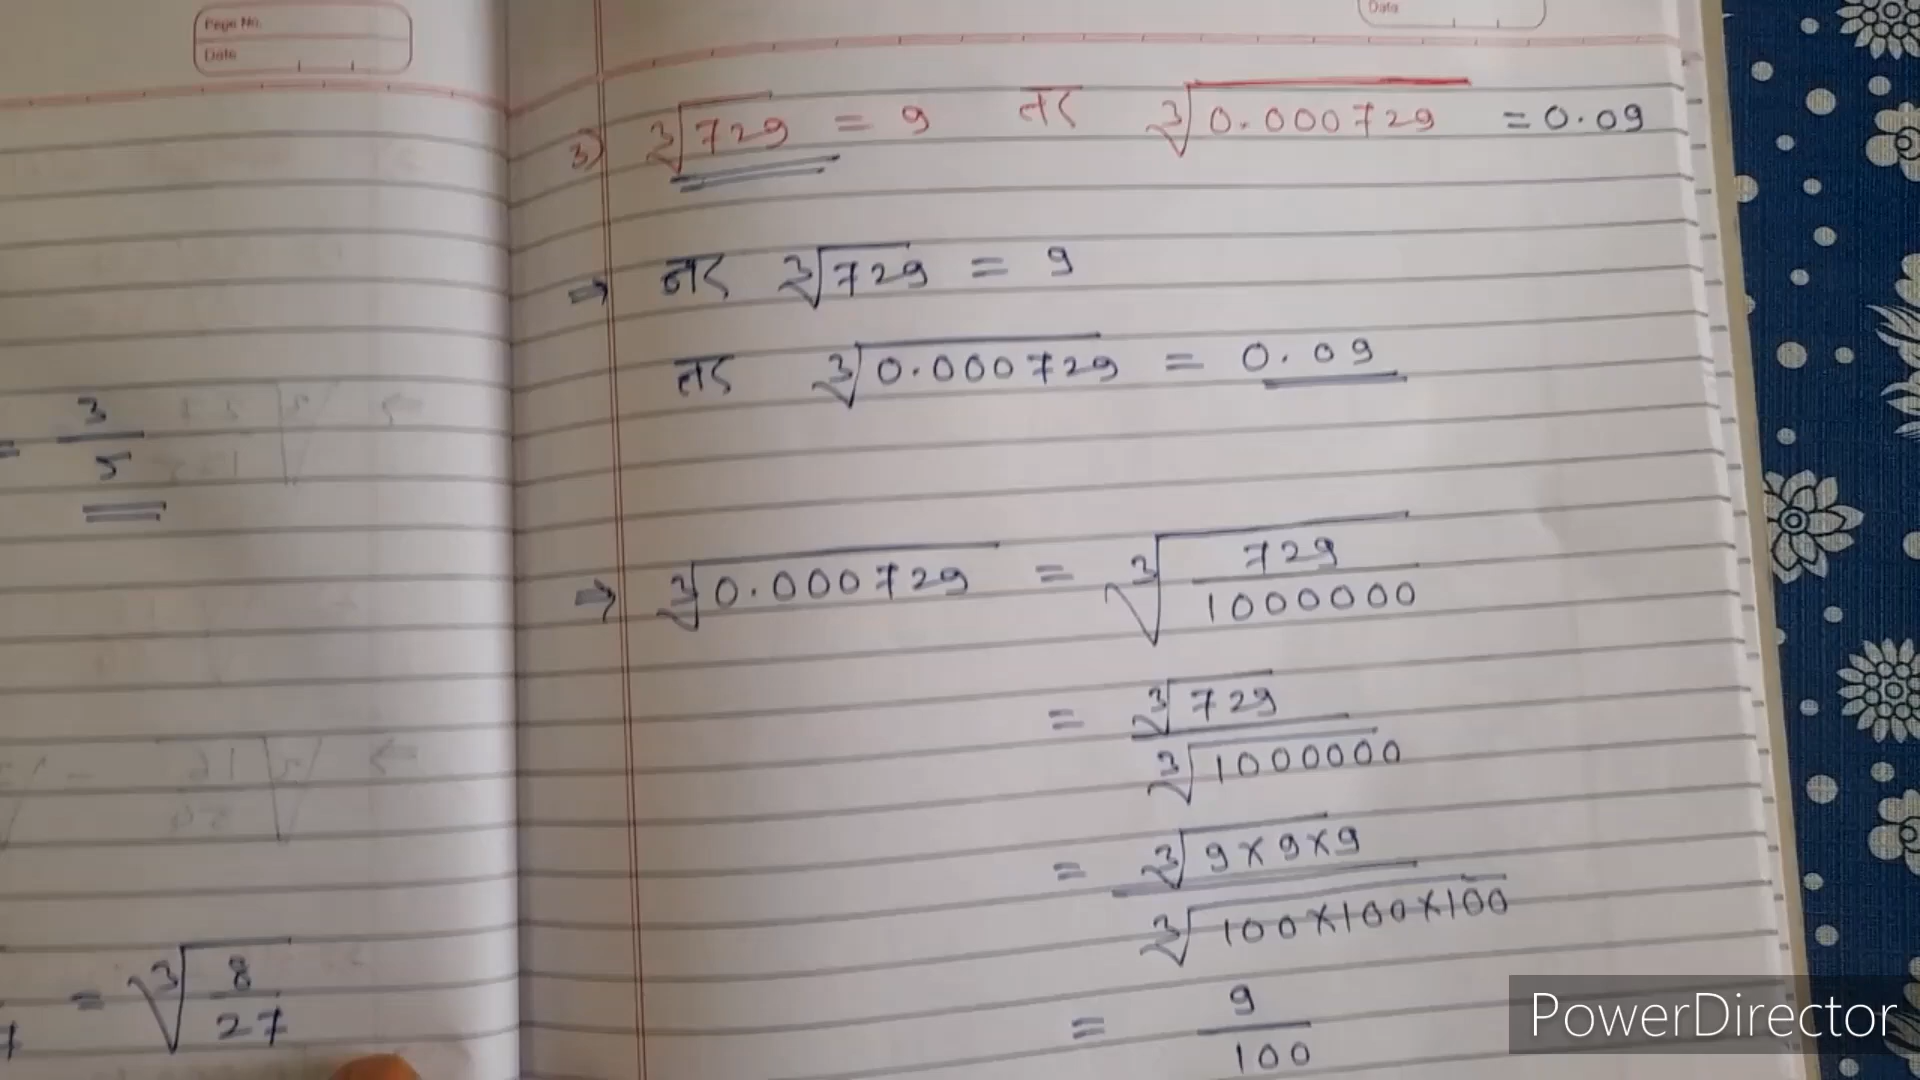 Page No.
Date
= 3/5
= ∛(8/27)
Date
3) ∛729 = 9 तर ∛0.000729 = 0.09
⇒ जर ∛729 = 9
तर ∛0.000729 = 0.09
⇒ ∛0.000729 = ∛(729/1000000)
= ∛729/∛1000000
= ∛9×9×9/∛100×100×100
= 9/100
PowerDirector